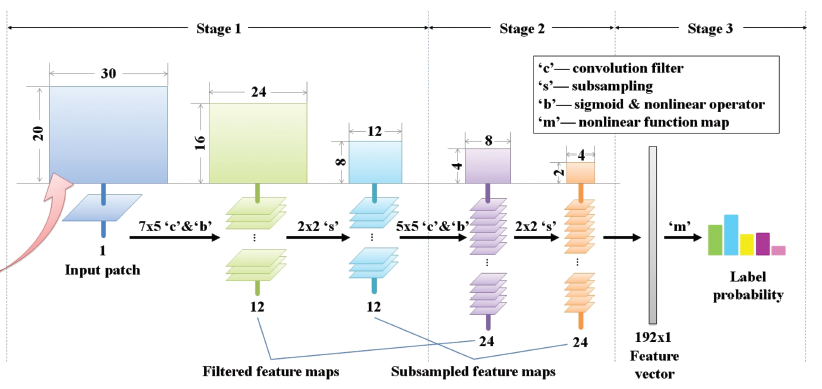 Stage 1
Stage 2
Stage 3
‘c’— convolution filter
‘s’— subsampling
‘b’— sigmoid & nonlinear operator
‘m’— nonlinear function map
30
20
24
16
12
8
8
4
4
2
7x5 ‘c’&‘b’
2x2 ‘s’
5x5 ‘c’&‘b’
2x2 ‘s’
‘m’
1
Input patch
...
12
...
12
...
24
...
24
192x1
Feature
vector
Label
probability
Filtered feature maps
Subsampled feature maps